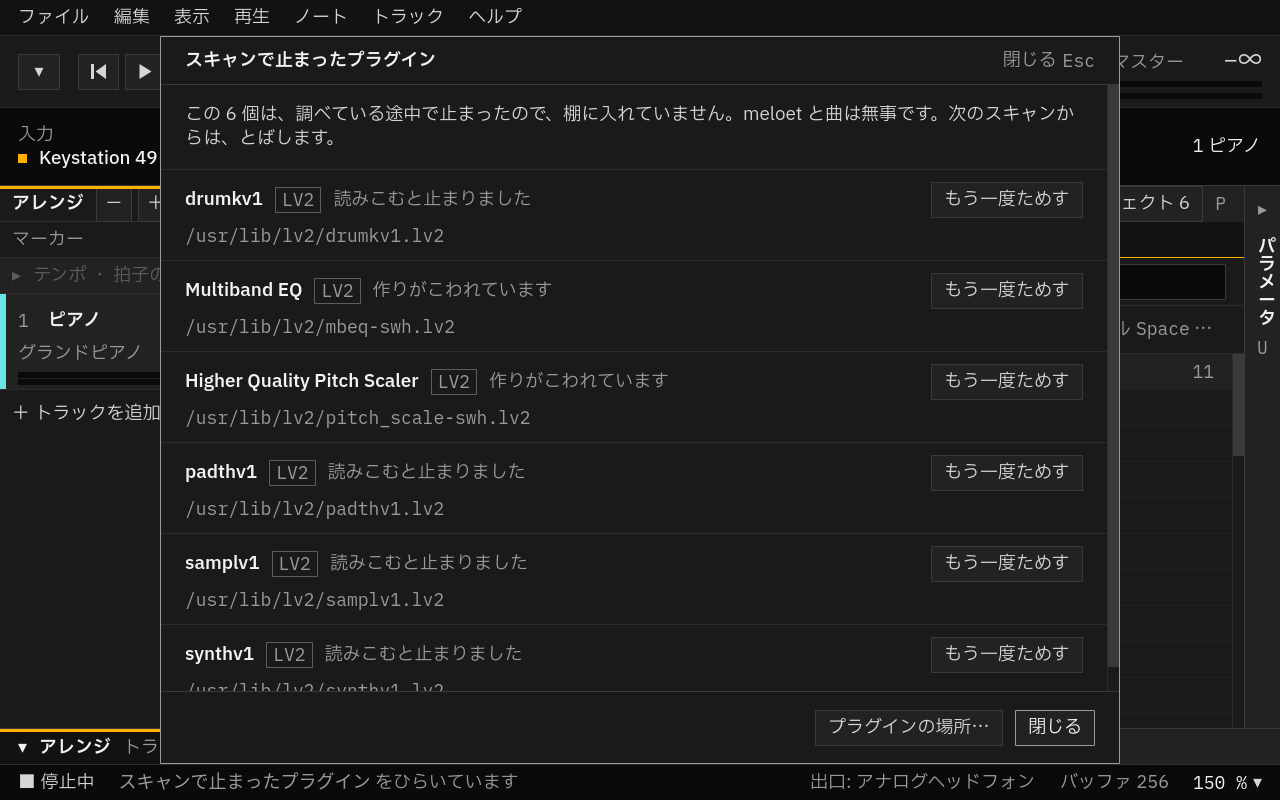 ファイル 編集 表示 再生 ノート トラック ヘルプ
スキャンで止まったプラグイン
閉じる Esc
マスター −∞
この 6 個は、調べている途中で止まったので、棚に入れていません。meloet と曲は無事です。次のスキャンか
らは、とばします。
入力
Keystation 49
1 ピアノ
drumkv1 LV2 読みこむと止まりました もう一度ためす
/usr/lib/lv2/drumkv1.lv2
アレンジ − +
ェクト 6 P
マーカー
パラメータ
テンポ · 拍子の
Multiband EQ LV2 作りがこわれています もう一度ためす
/usr/lib/lv2/mbeq-swh.lv2
1 ピアノ
グランドピアノ
ル Space …
U
Higher Quality Pitch Scaler LV2 作りがこわれています もう一度ためす
/usr/lib/lv2/pitch_scale-swh.lv2
11
+ トラックを追加
padthv1 LV2 読みこむと止まりました もう一度ためす
/usr/lib/lv2/padthv1.lv2
samplv1 LV2 読みこむと止まりました もう一度ためす
/usr/lib/lv2/samplv1.lv2
synthv1 LV2 読みこむと止まりました もう一度ためす
/usr/lib/lv2/synthv1.lv2
プラグインの場所… 閉じる
▼ アレンジ トラ
停止中 スキャンで止まったプラグイン をひらいています 出口: アナログヘッドフォン バッファ 256 150 % ▼